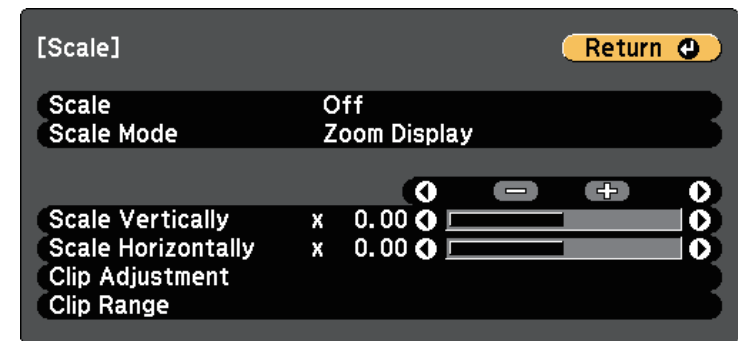 [Scale] Return
Scale Off
Scale Mode Zoom Display
− +
Scale Vertically x 0.00
Scale Horizontally x 0.00
Clip Adjustment
Clip Range